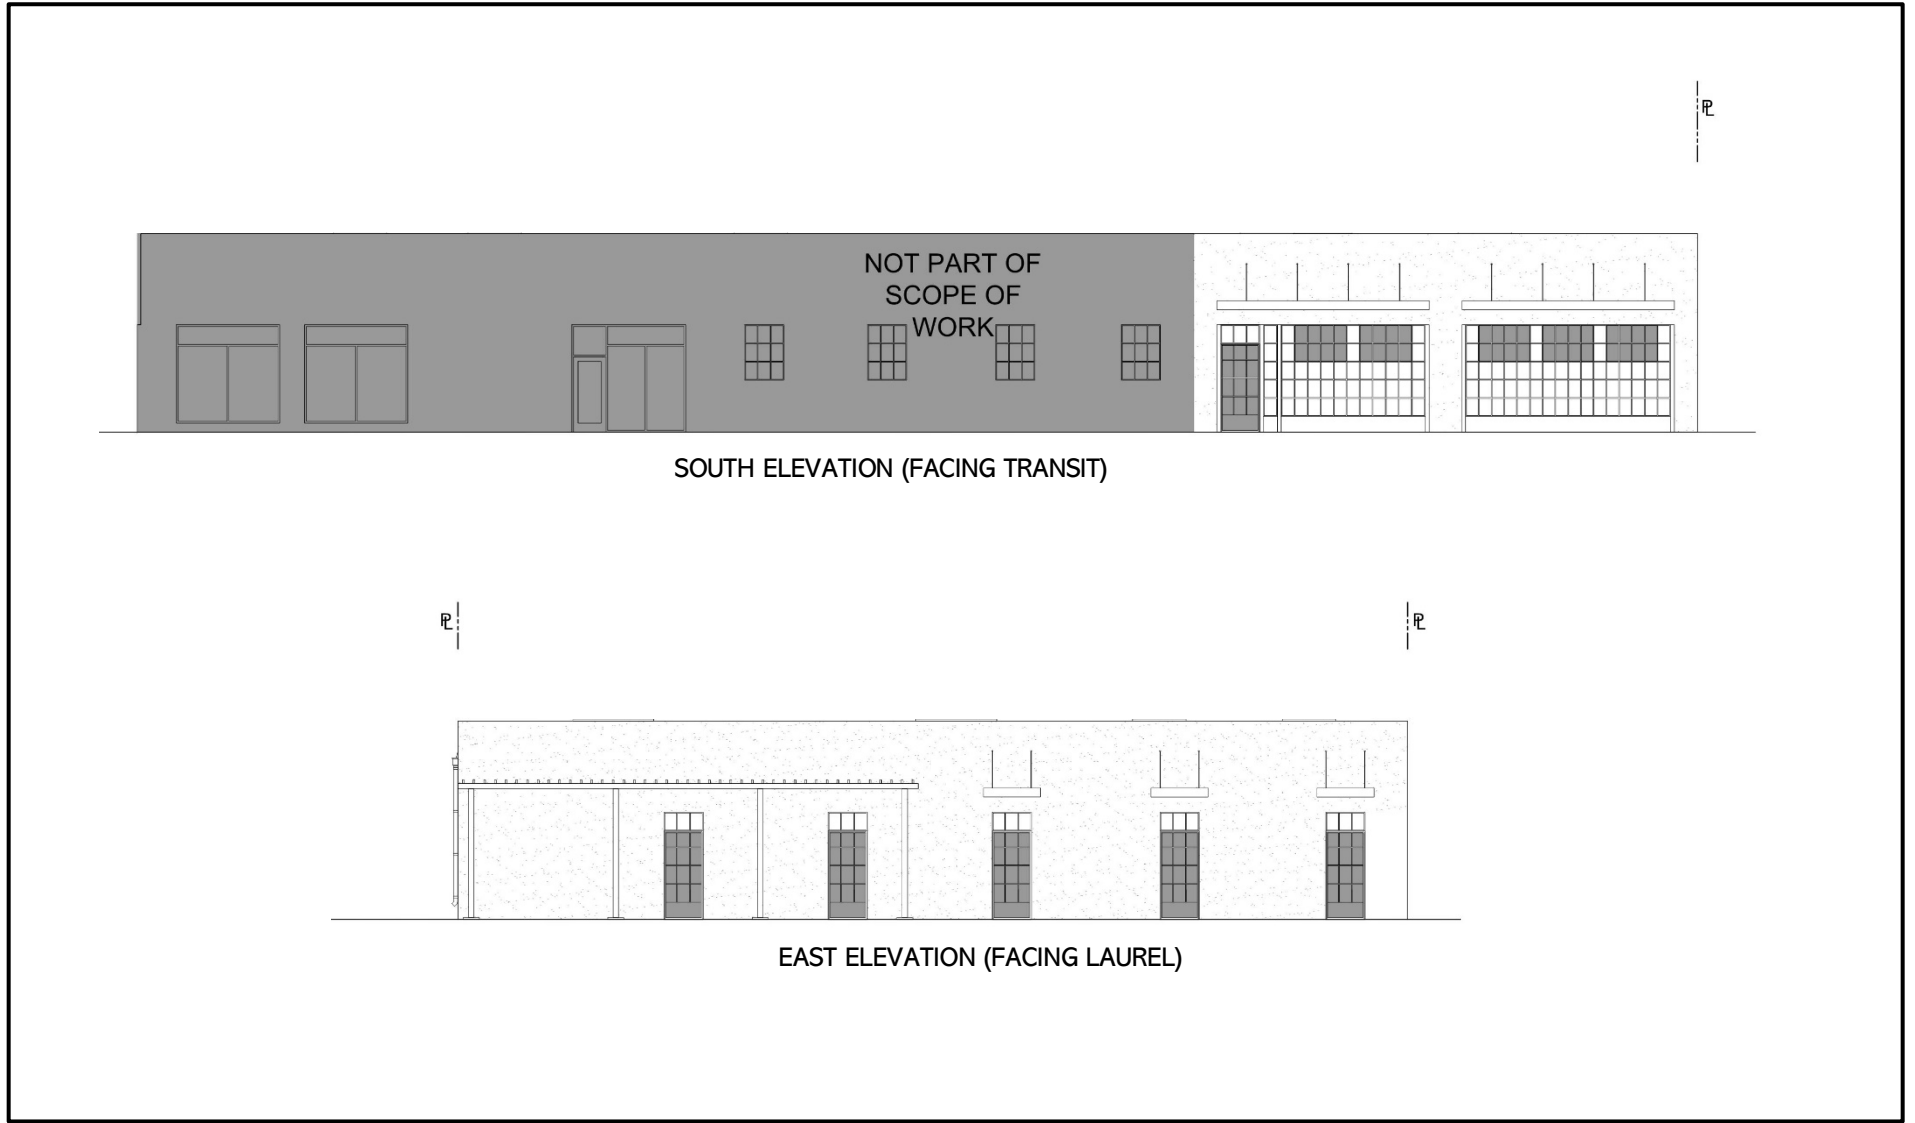 PL
NOT PART OF
SCOPE OF
WORK
SOUTH ELEVATION (FACING TRANSIT)
PL PL
EAST ELEVATION (FACING LAUREL)